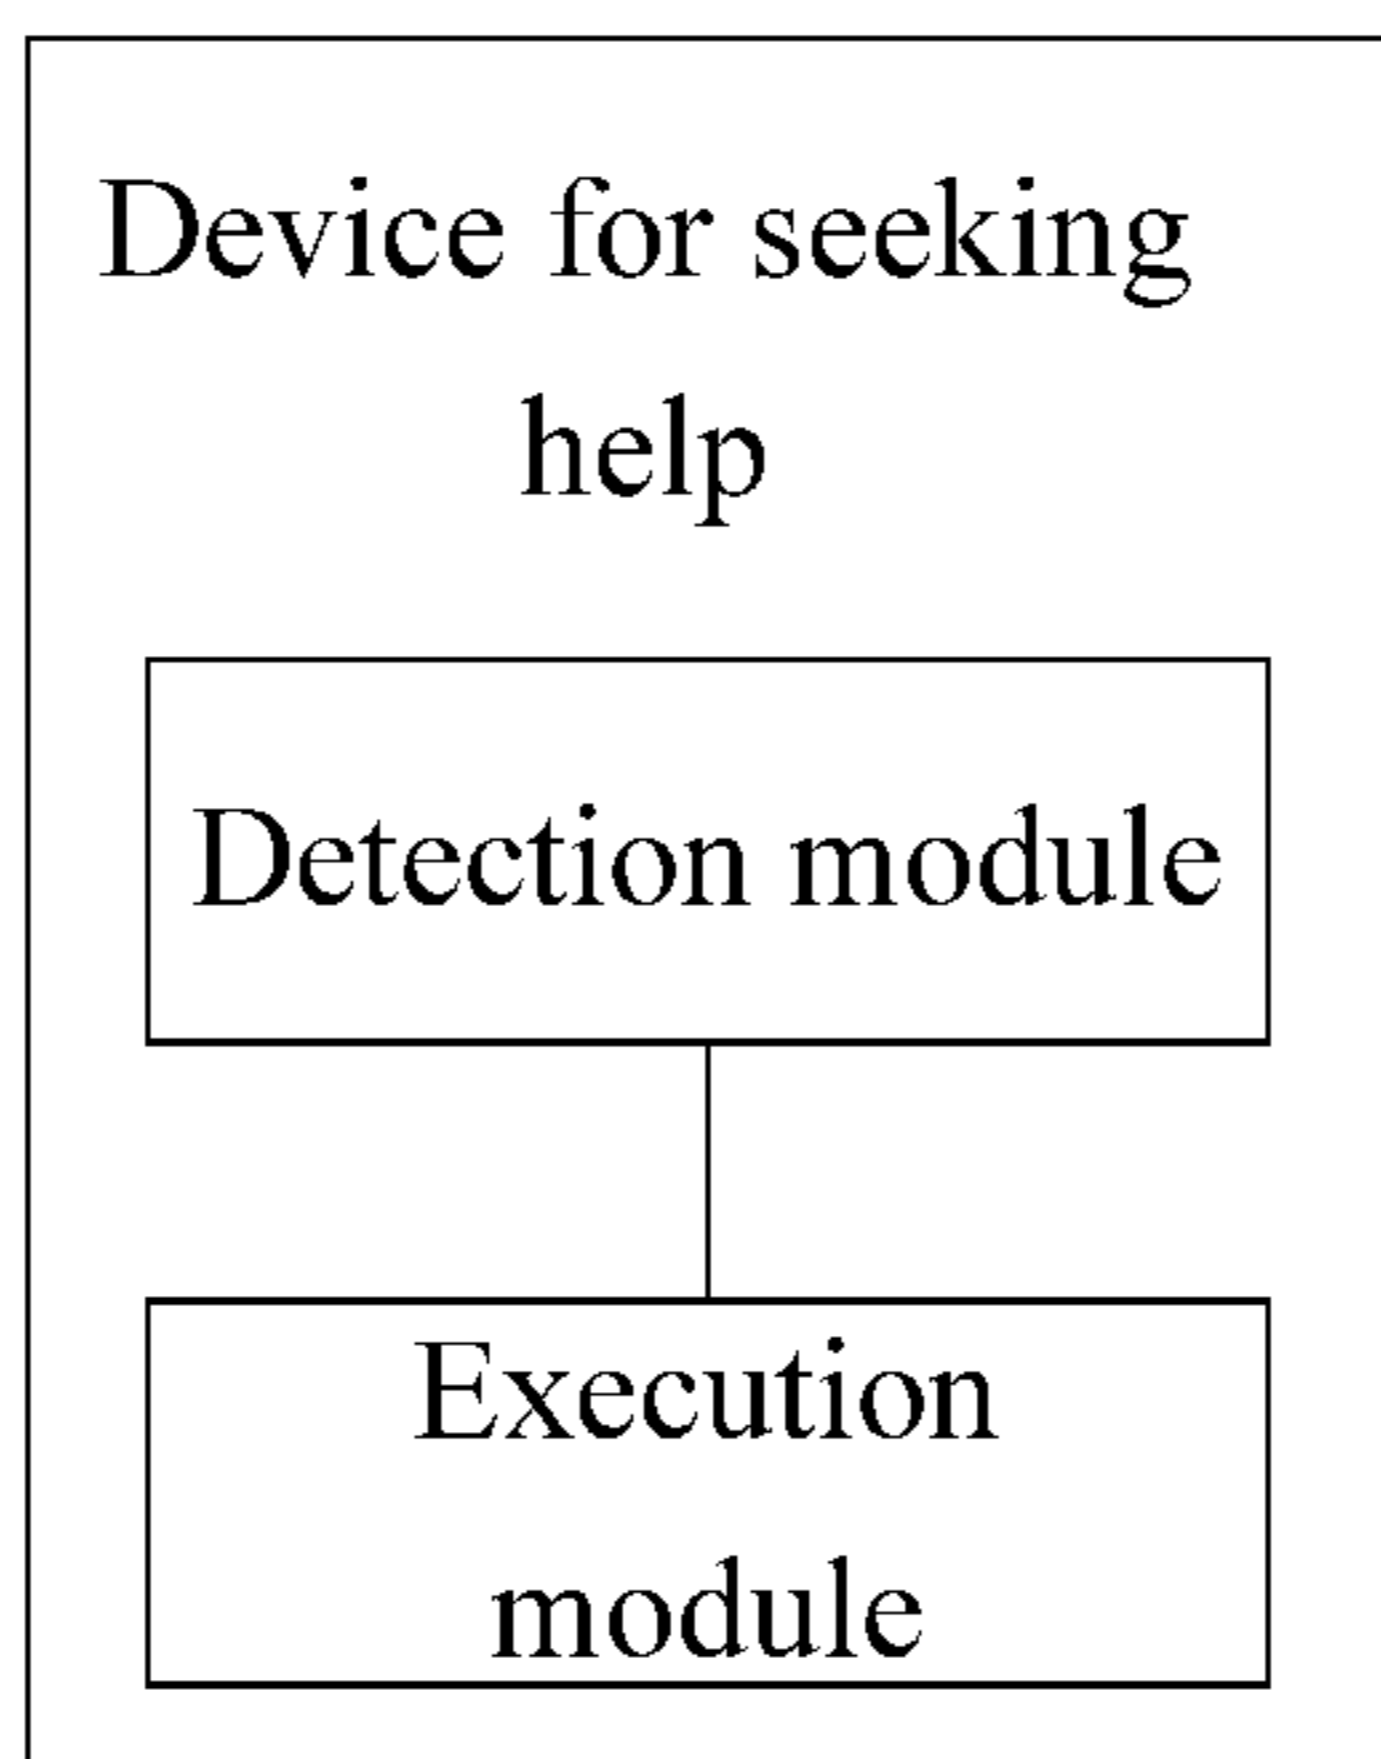 Device for seeking
help
Detection module
Execution
module